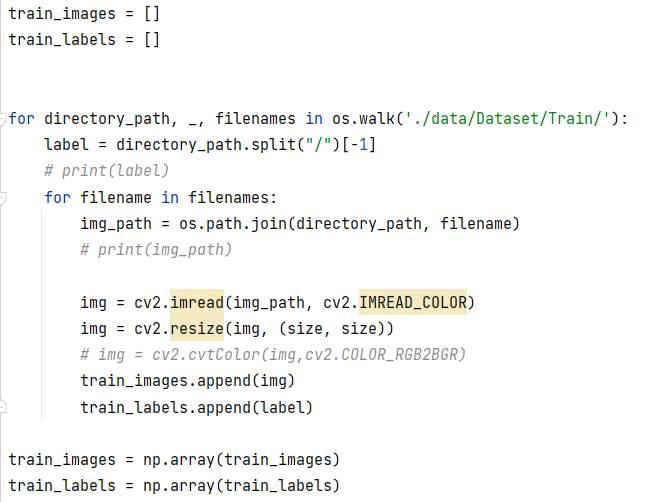 train_images = []
train_labels = []
for directory_path, _, filenames in os.walk('./data/Dataset/Train/'):
    label = directory_path.split("/")[-1]
    # print(label)
    for filename in filenames:
        img_path = os.path.join(directory_path, filename)
        # print(img_path)
        img = cv2.imread(img_path, cv2.IMREAD_COLOR)
        img = cv2.resize(img, (size, size))
        # img = cv2.cvtColor(img,cv2.COLOR_RGB2BGR)
        train_images.append(img)
        train_labels.append(label)
train_images = np.array(train_images)
train_labels = np.array(train_labels)